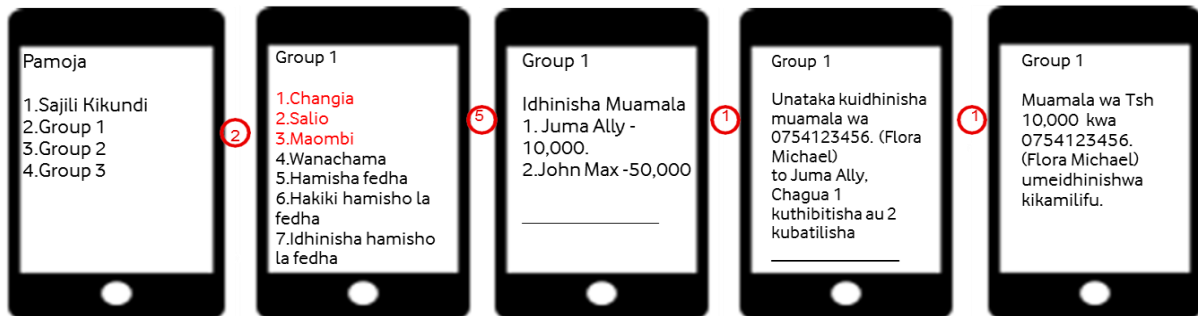 Pamoja
1.Sajili Kikundi
2.Group 1
3.Group 2
4.Group 3
2
Group 1
1.Changia
2.Salio
3.Maombi
4.Wanachama
5.Hamisha fedha
6.Hakiki hamisho la
fedha
7.Idhinisha hamisho
la fedha
5
Group 1
Idhinisha Muamala
1. Juma Ally -
10,000.
2.John Max -50,000
1
Group 1
Unataka kuidhinisha
muamala wa
0754123456. (Flora
Michael)
to Juma Ally,
Chagua 1
kuthibitisha au 2
kubatilisha
1
Group 1
Muamala wa Tsh
10,000 kwa
0754123456.
(Flora Michael)
umeidhinishwa
kikamilifu.